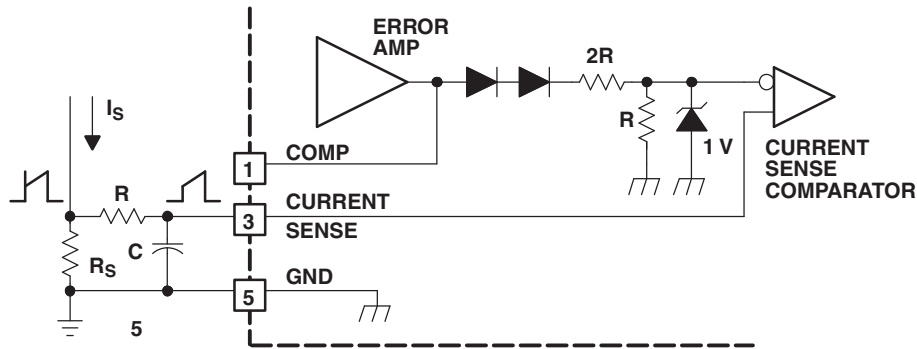 ERROR
AMP
2R
I_S
R
1 V
1
COMP
CURRENT
SENSE
COMPARATOR
R
3
CURRENT
SENSE
C
R_S
5
GND
5